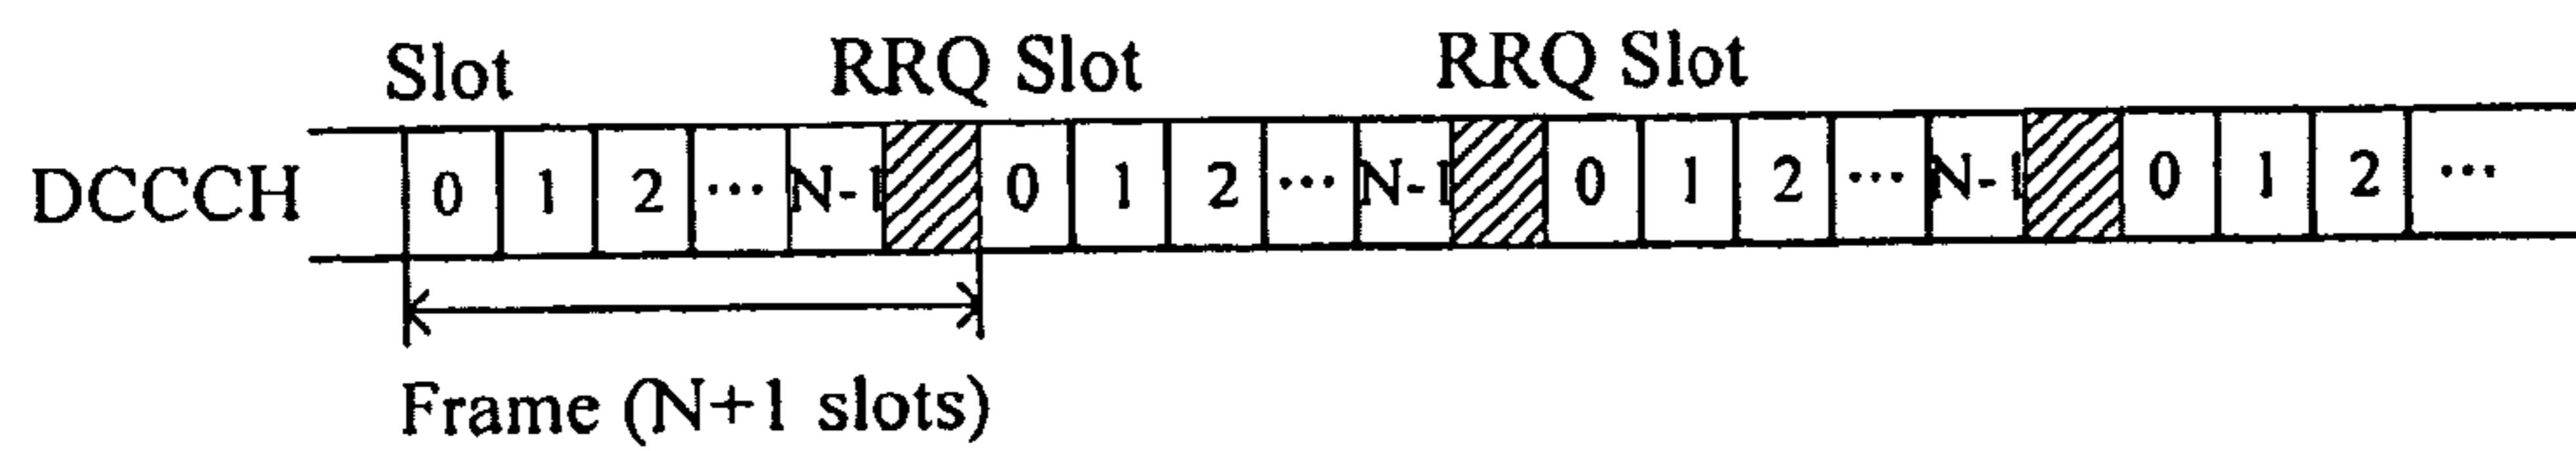 Slot RRQ Slot RRQ Slot
DCCCH 0 1 2 ... N-1 0 1 2 ... N-1 0 1 2 ... N-1 0 1 2 ...
Frame (N+1 slots)